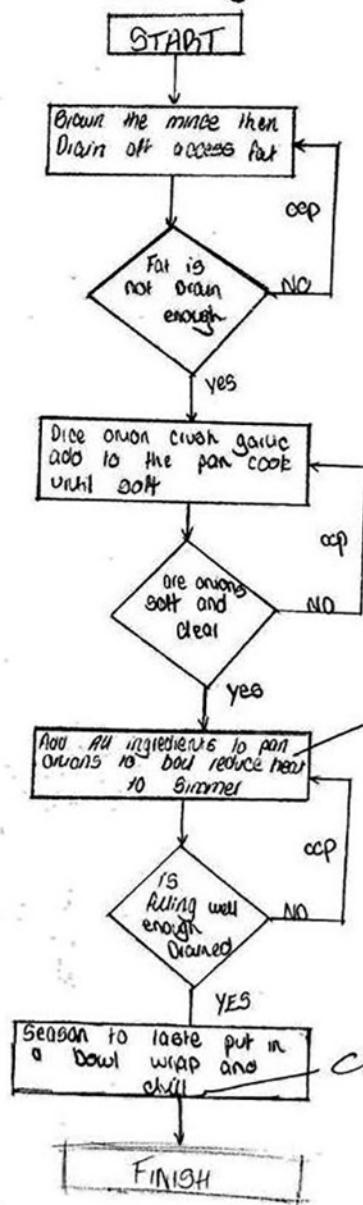 START
Brown the mince then
Drain off access fat
ccp
Fat is
not Drain
enough
NO
yes
Dice onion crush garlic
add to the pan cook
until soft
ccp
are onions
soft and
clear
NO
yes
Add All ingredients to pan
onions to boil reduce heat
to Simmer
ccp
is
filling well
enough
Drained
NO
YES
Season to taste put in
a bowl wrap and
chill
C
FINISH